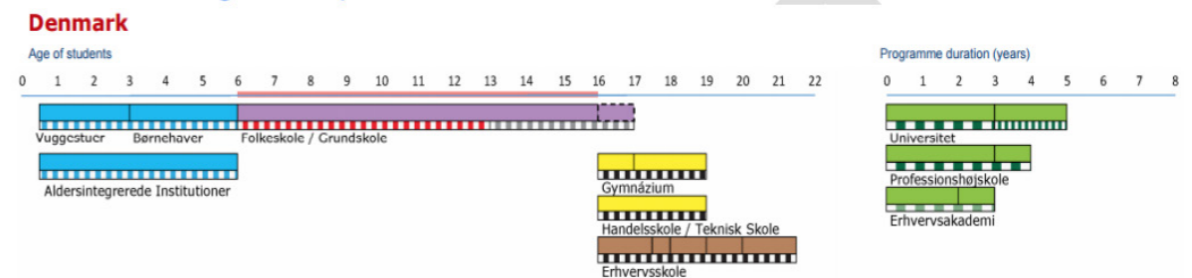 Denmark
Age of students
Programme duration (years)
0 1 2 3 4 5 6 7 8 9 10 11 12 13 14 15 16 17 18 19 20 21 22
0 1 2 3 4 5 6 7 8
Vuggestuer Børnehaver Folkeskole / Grundskole
Universitet
Aldersintegrerede Institutioner
Gymnázium
Professionshøjskole
Handelsskole / Teknisk Skole
Erhvervsakademi
Erhvervsskole